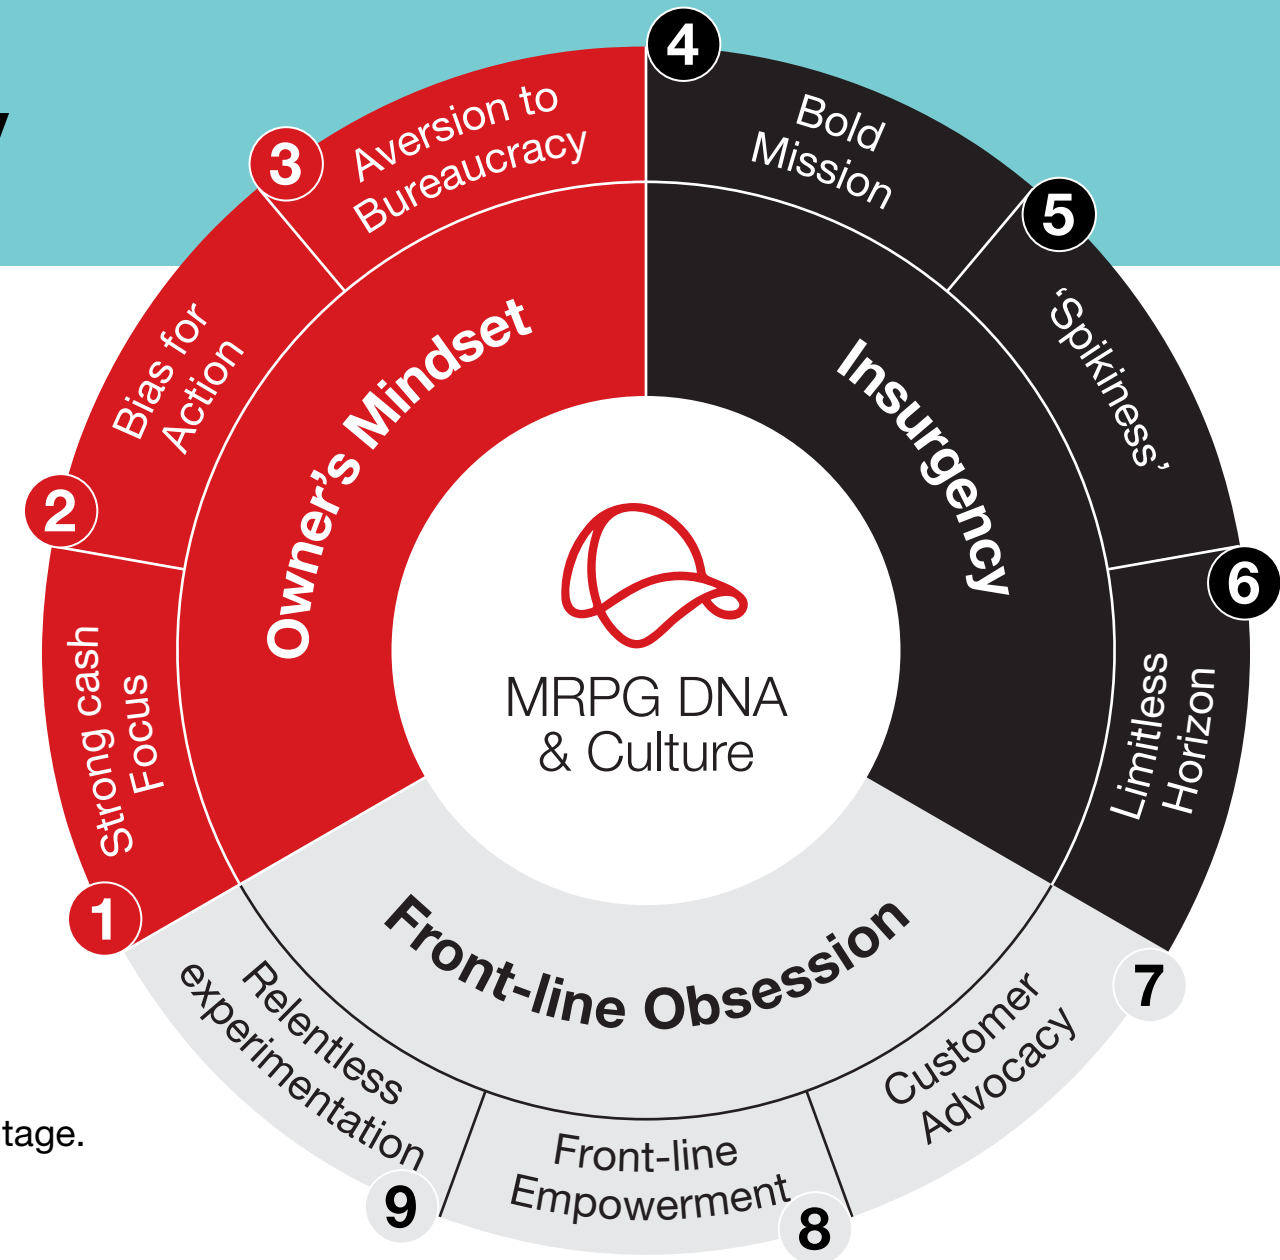 y
MRPG DNA
& Culture
Owner's Mindset
1
Strong cash
Focus
2
Bias for
Action
3
Aversion to
Bureaucracy
Insurgency
4
Bold
Mission
5
‘Spikiness’
6
Limitless
Horizon
Front-line Obsession
7
Customer
Advocacy
8
Front-line
Empowerment
9
Relentless
experimentation
tage.